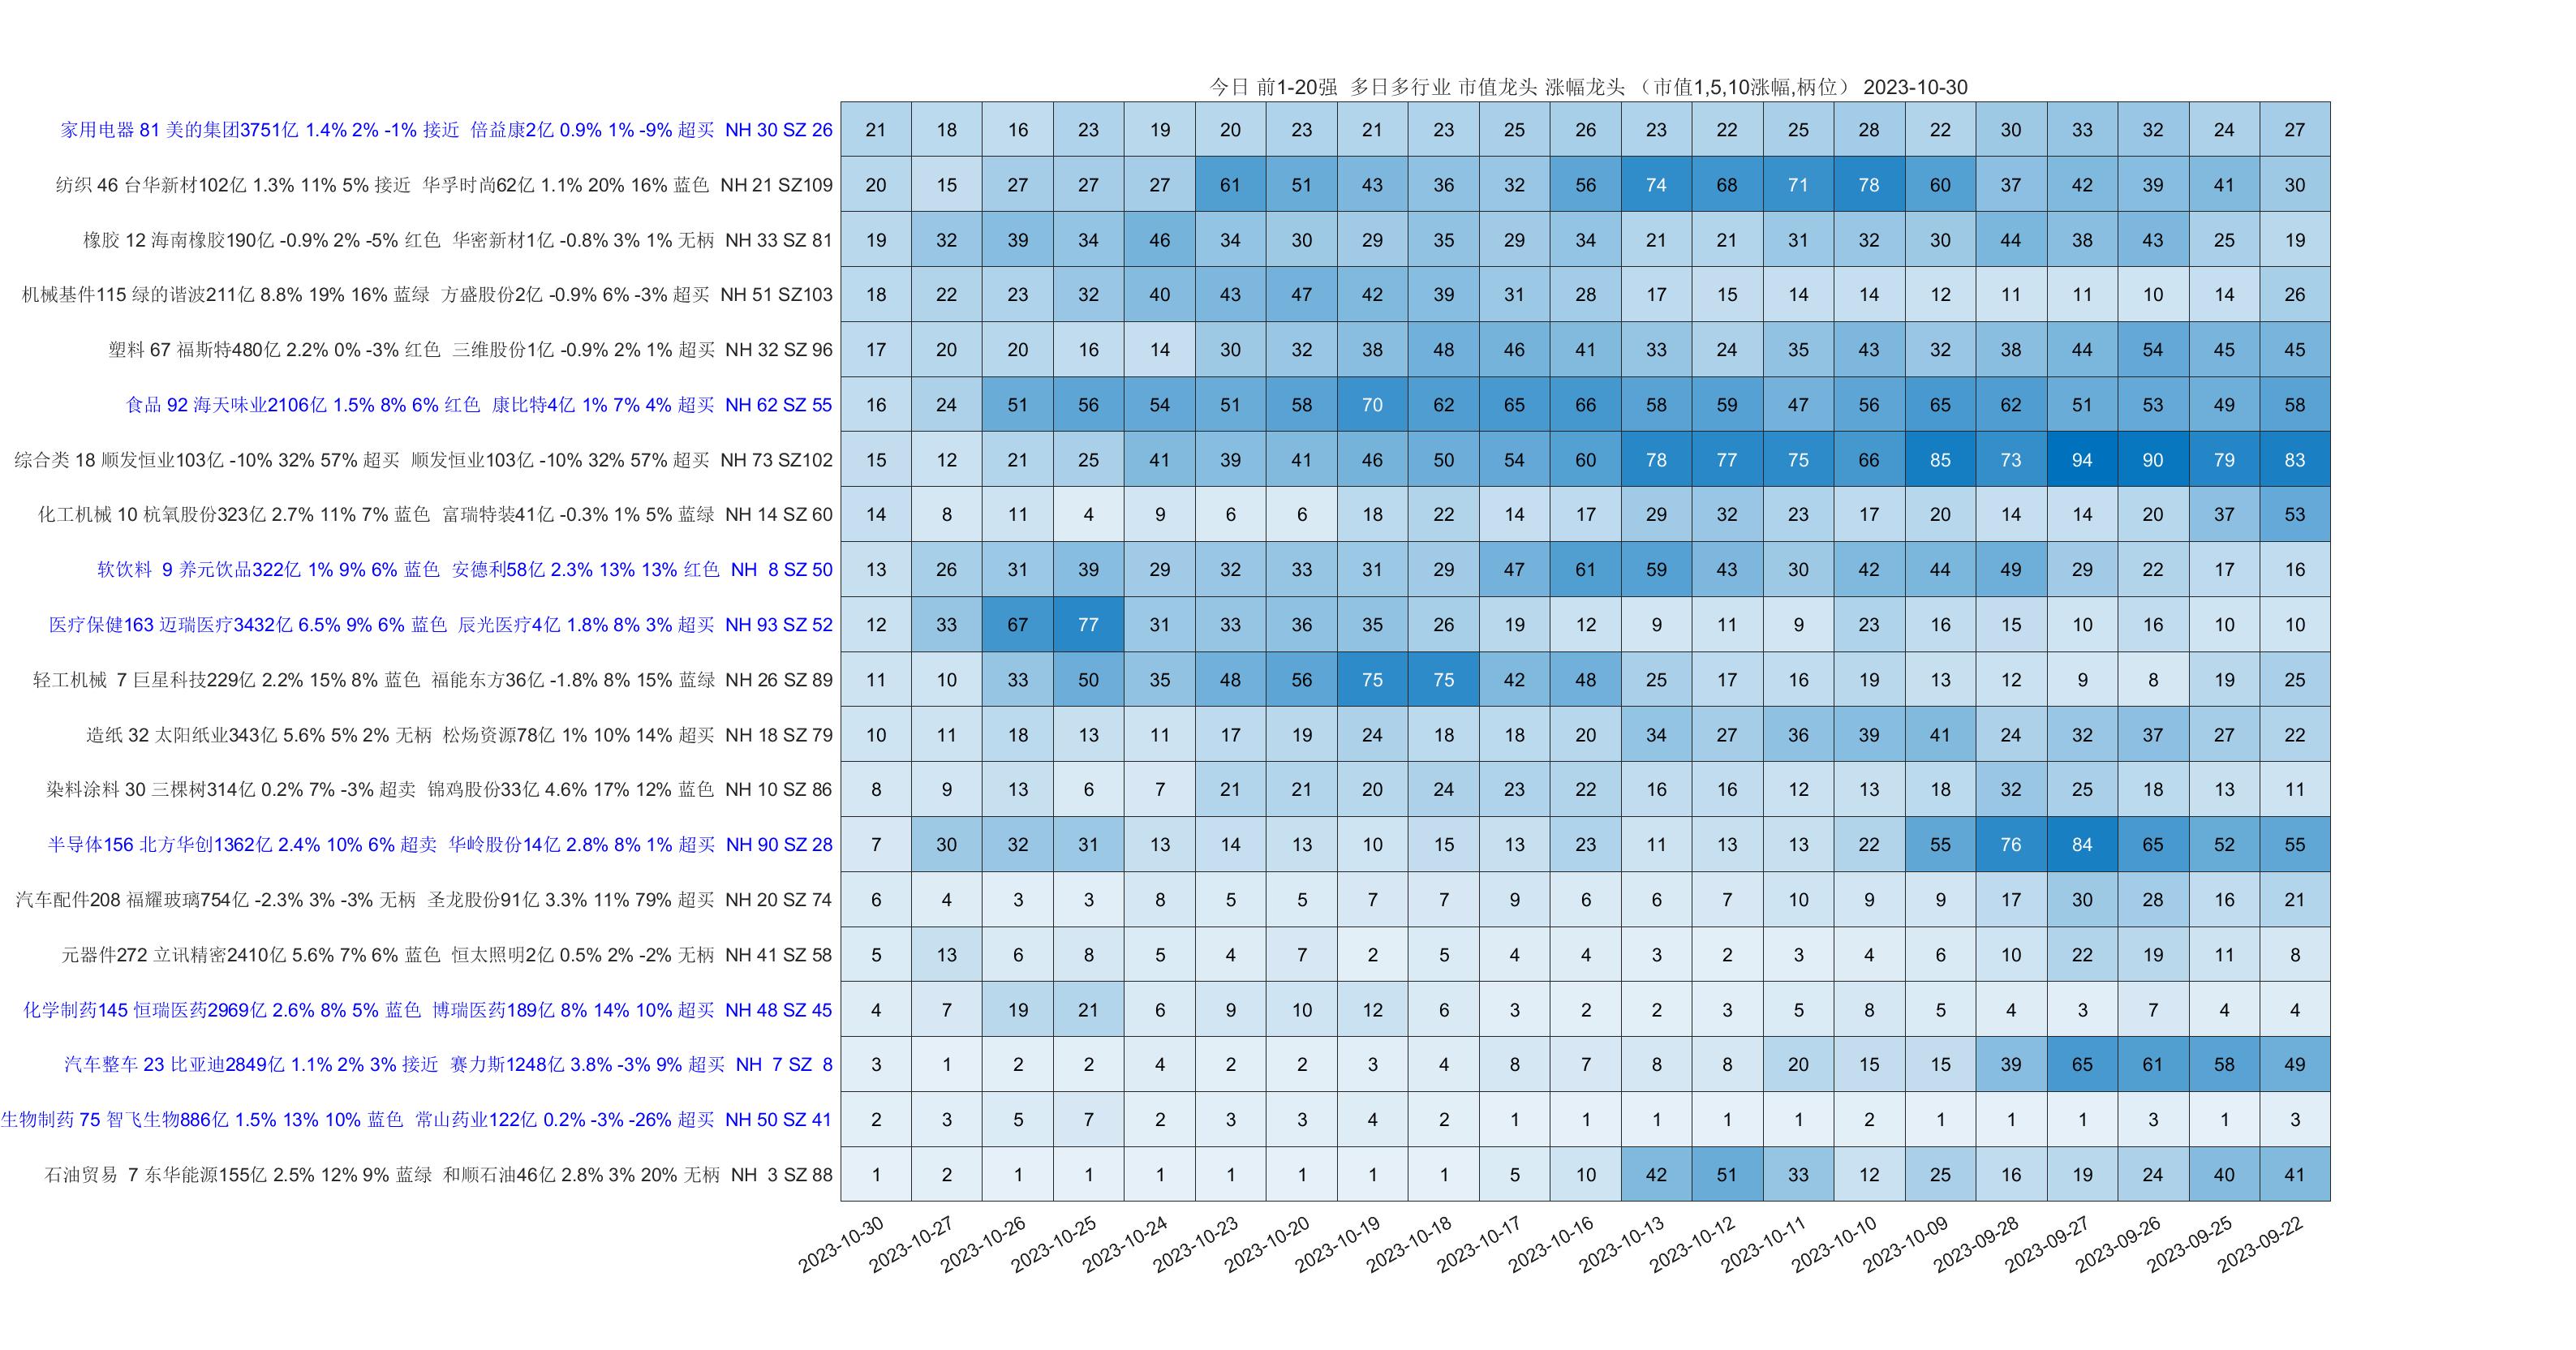 今日 前1-20强 多日多行业 市值龙头 涨幅龙头 （市值1,5,10涨幅,柄位） 2023-10-30
家用电器 81 美的集团3751亿 1.4% 2% -1% 接近 倍益康2亿 0.9% 1% -9% 超买 NH 30 SZ 26 21 18 16 23 19 20 23 21 23 25 26 23 22 25 28 22 30 33 32 24 27
纺织 46 台华新材102亿 1.3% 11% 5% 接近 华孚时尚62亿 1.1% 20% 16% 蓝色 NH 21 SZ109 20 15 27 27 27 61 51 43 36 32 56 74 68 71 78 60 37 42 39 41 30
橡胶 12 海南橡胶190亿 -0.9% 2% -5% 红色 华密新材1亿 -0.8% 3% 1% 无柄 NH 33 SZ 81 19 32 39 34 46 34 30 29 35 29 34 21 21 31 32 30 44 38 43 25 19
机械基件115 绿的谐波211亿 8.8% 19% 16% 蓝绿 方盛股份2亿 -0.9% 6% -3% 超买 NH 51 SZ103 18 22 23 32 40 43 47 42 39 31 28 17 15 14 14 12 11 11 10 14 26
塑料 67 福斯特480亿 2.2% 0% -3% 红色 三维股份1亿 -0.9% 2% 1% 超买 NH 32 SZ 96 17 20 20 16 14 30 32 38 48 46 41 33 24 35 43 32 38 44 54 45 45
食品 92 海天味业2106亿 1.5% 8% 6% 红色 康比特4亿 1% 7% 4% 超买 NH 62 SZ 55 16 24 51 56 54 51 58 70 62 65 66 58 59 47 56 65 62 51 53 49 58
综合类 18 顺发恒业103亿 -10% 32% 57% 超买 顺发恒业103亿 -10% 32% 57% 超买 NH 73 SZ102 15 12 21 25 41 39 41 46 50 54 60 78 77 75 66 85 73 94 90 79 83
化工机械 10 杭氧股份323亿 2.7% 11% 7% 蓝色 富瑞特装41亿 -0.3% 1% 5% 蓝绿 NH 14 SZ 60 14 8 11 4 9 6 6 18 22 14 17 29 32 23 17 20 14 14 20 37 53
软饮料 9 养元饮品322亿 1% 9% 6% 蓝色 安德利58亿 2.3% 13% 13% 红色 NH 8 SZ 50 13 26 31 39 29 32 33 31 29 47 61 59 43 30 42 44 49 29 22 17 16
医疗保健163 迈瑞医疗3432亿 6.5% 9% 6% 蓝色 辰光医疗4亿 1.8% 8% 3% 超买 NH 93 SZ 52 12 33 67 77 31 33 36 35 26 19 12 9 11 9 23 16 15 10 16 10 10
轻工机械 7 巨星科技229亿 2.2% 15% 8% 蓝色 福能东方36亿 -1.8% 8% 15% 蓝绿 NH 26 SZ 89 11 10 33 50 35 48 56 75 75 42 48 25 17 16 19 13 12 9 8 19 25
造纸 32 太阳纸业343亿 5.6% 5% 2% 无柄 松炀资源78亿 1% 10% 14% 超买 NH 18 SZ 79 10 11 18 13 11 17 19 24 18 18 20 34 27 36 39 41 24 32 37 27 22
染料涂料 30 三棵树314亿 0.2% 7% -3% 超卖 锦鸡股份33亿 4.6% 17% 12% 蓝色 NH 10 SZ 86 8 9 13 6 7 21 21 20 24 23 22 16 16 12 13 18 32 25 18 13 11
半导体156 北方华创1362亿 2.4% 10% 6% 超卖 华岭股份14亿 2.8% 8% 1% 超买 NH 90 SZ 28 7 30 32 31 13 14 13 10 15 13 23 11 13 13 22 55 76 84 65 52 55
汽车配件208 福耀玻璃754亿 -2.3% 3% -3% 无柄 圣龙股份91亿 3.3% 11% 79% 超买 NH 20 SZ 74 6 4 3 3 8 5 5 7 7 9 6 6 7 10 9 9 17 30 28 16 21
元器件272 立讯精密2410亿 5.6% 7% 6% 蓝色 恒太照明2亿 0.5% 2% -2% 无柄 NH 41 SZ 58 5 13 6 8 5 4 7 2 5 4 4 3 2 3 4 6 10 22 19 11 8
化学制药145 恒瑞医药2969亿 2.6% 8% 5% 蓝色 博瑞医药189亿 8% 14% 10% 超买 NH 48 SZ 45 4 7 19 21 6 9 10 12 6 3 2 2 3 5 8 5 4 3 7 4 4
汽车整车 23 比亚迪2849亿 1.1% 2% 3% 接近 赛力斯1248亿 3.8% -3% 9% 超买 NH 7 SZ 8 3 1 2 2 4 2 2 3 4 8 7 8 8 20 15 15 39 65 61 58 49
生物制药 75 智飞生物886亿 1.5% 13% 10% 蓝色 常山药业122亿 0.2% -3% -26% 超买 NH 50 SZ 41 2 3 5 7 2 3 3 4 2 1 1 1 1 1 2 1 1 1 3 1 3
石油贸易 7 东华能源155亿 2.5% 12% 9% 蓝绿 和顺石油46亿 2.8% 3% 20% 无柄 NH 3 SZ 88 1 2 1 1 1 1 1 1 1 5 10 42 51 33 12 25 16 19 24 40 41
2023-10-30 2023-10-27 2023-10-26 2023-10-25 2023-10-24 2023-10-23 2023-10-20 2023-10-19 2023-10-18 2023-10-17 2023-10-16 2023-10-13 2023-10-12 2023-10-11 2023-10-10 2023-10-09 2023-09-28 2023-09-27 2023-09-26 2023-09-25 2023-09-22